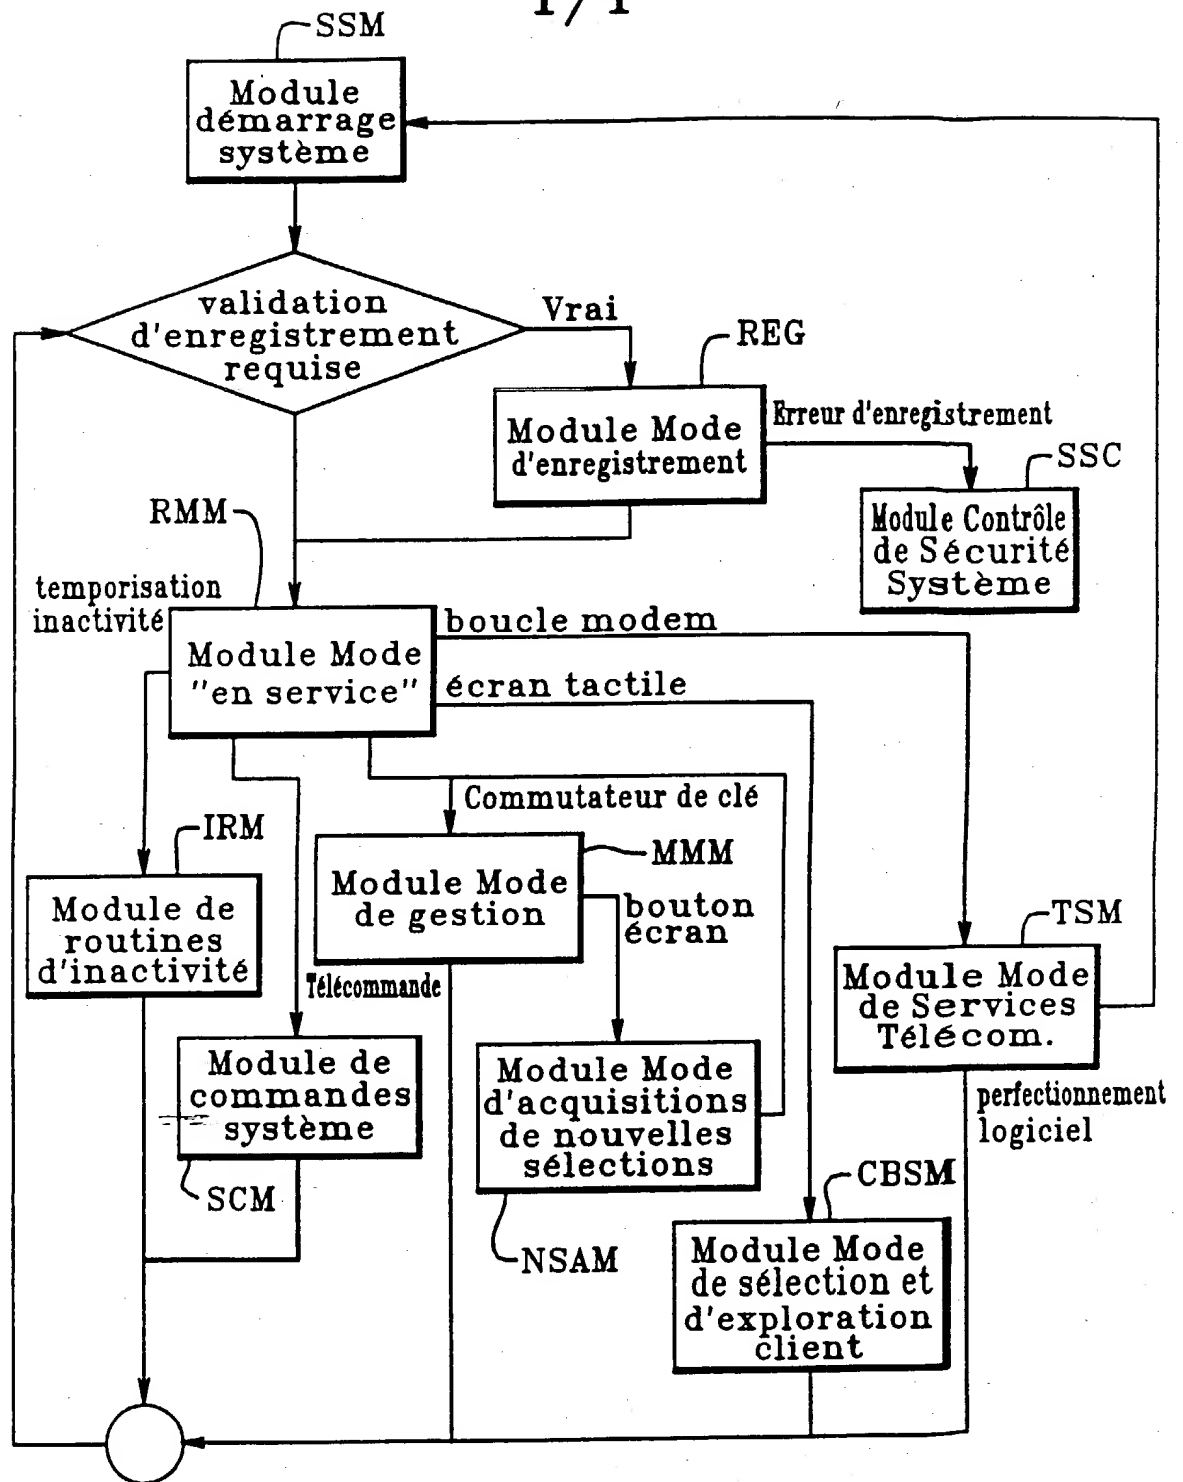 1/1
SSM
Module
démarrage
système
validation
d'enregistrement
requise
Vrai
REG
Module Mode
d'enregistrement
Erreur d'enregistrement
SSC
Module Contrôle
de Sécurité
Système
RMM
temporisation
inactivité
Module Mode
"en service"
boucle modem
écran tactile
Commutateur de clé
IRM
Module de
routines
d'inactivité
MMM
Module Mode
de gestion
bouton
écran
TSM
Module Mode
de Services
Télécom.
Télécommande
Module de
commandes
système
SCM
Module Mode
d'acquisitions
de nouvelles
sélections
NSAM
perfectionnement
logiciel
CBSM
Module Mode
de sélection et
d'exploration
client